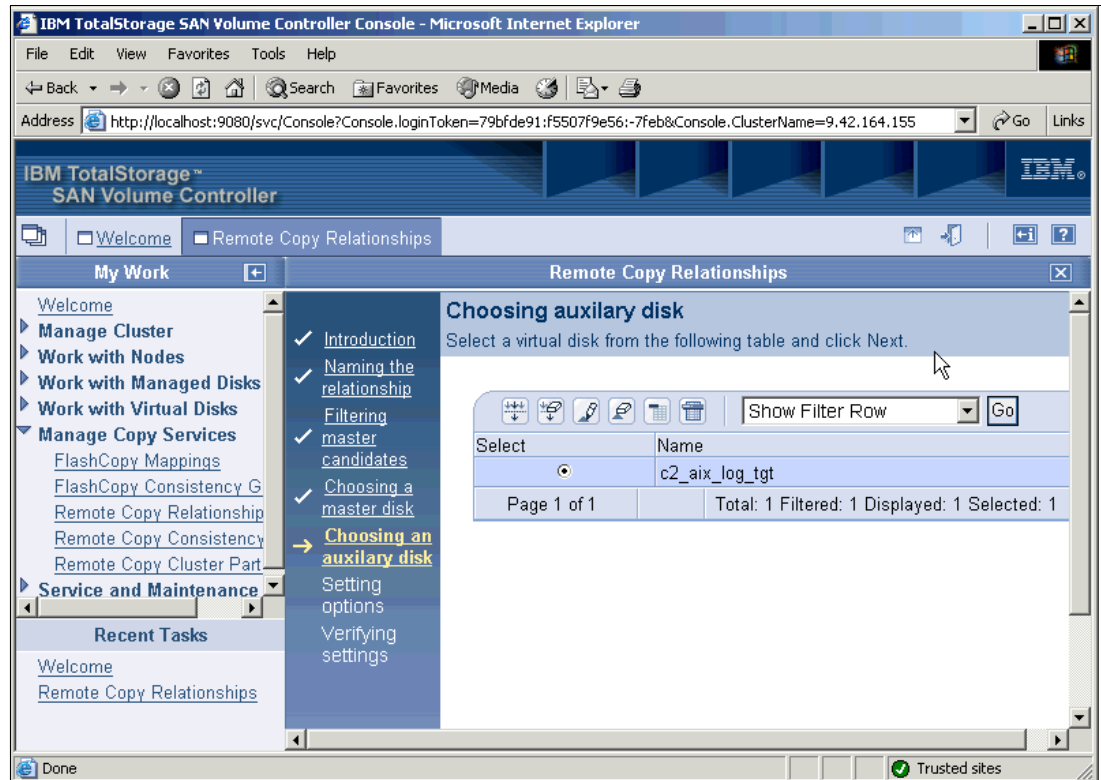 IBM TotalStorage SAN Volume Controller Console - Microsoft Internet Explorer
File Edit View Favorites Tools Help
Back Search Favorites Media
Address http://localhost:9080/svc/Console?Console.loginToken=79bfde91:f5507f9e56:-7feb&Console.ClusterName=9.42.164.155 Go Links
IBM TotalStorage™
SAN Volume Controller
IBM®
Welcome Remote Copy Relationships
My Work
Remote Copy Relationships
Welcome
Manage Cluster
Work with Nodes
Work with Managed Disks
Work with Virtual Disks
Manage Copy Services
FlashCopy Mappings
FlashCopy Consistency G
Remote Copy Relationship
Remote Copy Consistency
Remote Copy Cluster Part
Service and Maintenance
Recent Tasks
Welcome
Remote Copy Relationships
Introduction
Naming the
relationship
Filtering
master
candidates
Choosing a
master disk
Choosing an
auxilary disk
Setting
options
Verifying
settings
Choosing auxilary disk
Select a virtual disk from the following table and click Next.
Show Filter Row Go
Select Name
c2_aix_log_tgt
Page 1 of 1 Total: 1 Filtered: 1 Displayed: 1 Selected: 1
Done Trusted sites